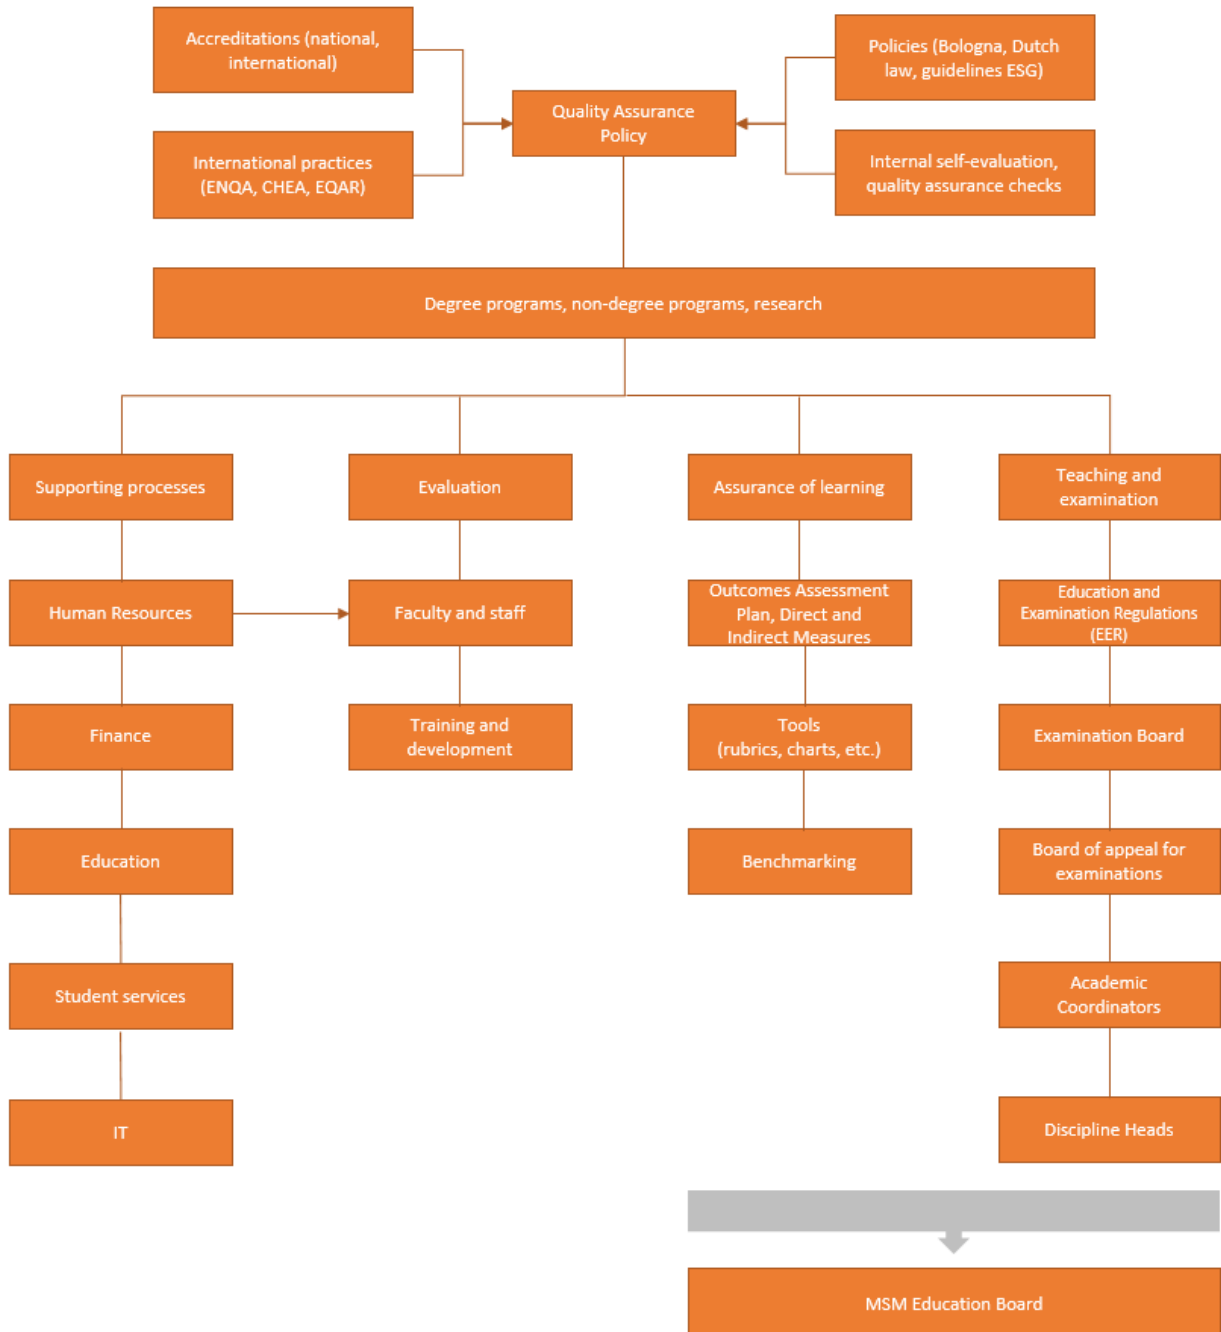 Accreditations (national,
international)
Policies (Bologna, Dutch
law, guidelines ESG)
Quality Assurance
Policy
International practices
(ENQA, CHEA, EQAR)
Internal self-evaluation,
quality assurance checks
Degree programs, non-degree programs, research
Supporting processes
Evaluation
Assurance of learning
Teaching and
examination
Human Resources
Faculty and staff
Outcomes Assessment
Plan, Direct and
Indirect Measures
Education and
Examination Regulations
(EER)
Finance
Training and
development
Tools
(rubrics, charts, etc.)
Examination Board
Education
Benchmarking
Board of appeal for
examinations
Student services
Academic
Coordinators
IT
Discipline Heads
MSM Education Board